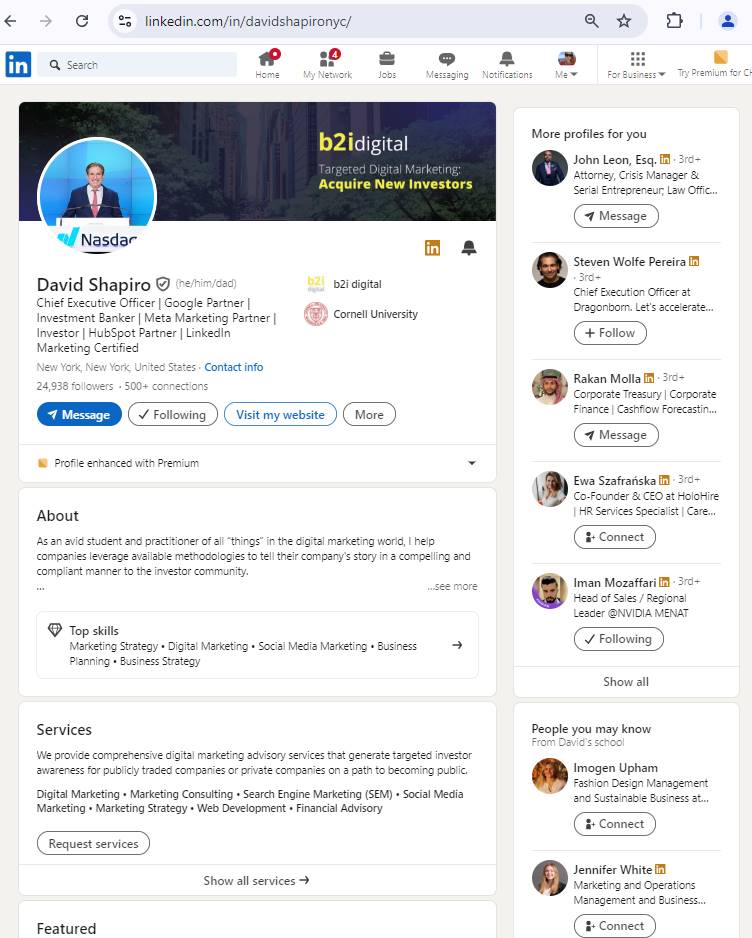 linkedin.com/in/davidshapironyc/
in
Search
Home
4
My Network
Jobs
Messaging
Notifications
Me
For Business
Try Premium for
b2idigital
Targeted Digital Marketing:
Acquire New Investors
Nasdaq
in
David Shapiro (he/him/dad)
Chief Executive Officer | Google Partner |
Investment Banker | Meta Marketing Partner |
Investor | HubSpot Partner | LinkedIn
Marketing Certified
New York, New York, United States · Contact info
24,938 followers · 500+ connections
b2i digital
b2i digital
Cornell University
Message
Following
Visit my website
More
Profile enhanced with Premium
About
As an avid student and practitioner of all “things” in the digital marketing world, I help
companies leverage available methodologies to tell their company's story in a compelling and
compliant manner to the investor community.
...
...see more
Top skills
Marketing Strategy • Digital Marketing • Social Media Marketing • Business
Planning • Business Strategy
Services
We provide comprehensive digital marketing advisory services that generate targeted investor
awareness for publicly traded companies or private companies on a path to becoming public.
Digital Marketing • Marketing Consulting • Search Engine Marketing (SEM) • Social Media
Marketing • Marketing Strategy • Web Development • Financial Advisory
Request services
Show all services
Featured
More profiles for you
John Leon, Esq. in · 3rd+
Attorney, Crisis Manager &
Serial Entrepreneur; Law Offic...
Message
Steven Wolfe Pereira in
· 3rd+
Chief Execution Officer at
Dragonborn. Let's accelerate...
Follow
Rakan Molla in · 3rd+
Corporate Treasury | Corporate
Finance | Cashflow Forecastin...
Message
Ewa Szafrańska in · 3rd+
Co-Founder & CEO at HoloHire
| HR Services Specialist | Care...
Connect
Iman Mozaffari in · 3rd+
Head of Sales / Regional
Leader @NVIDIA MENAT
Following
Show all
People you may know
From David's school
Imogen Upham
Fashion Design Management
and Sustainable Business at...
Connect
Jennifer White in
Marketing and Operations
Management and Business...
Connect